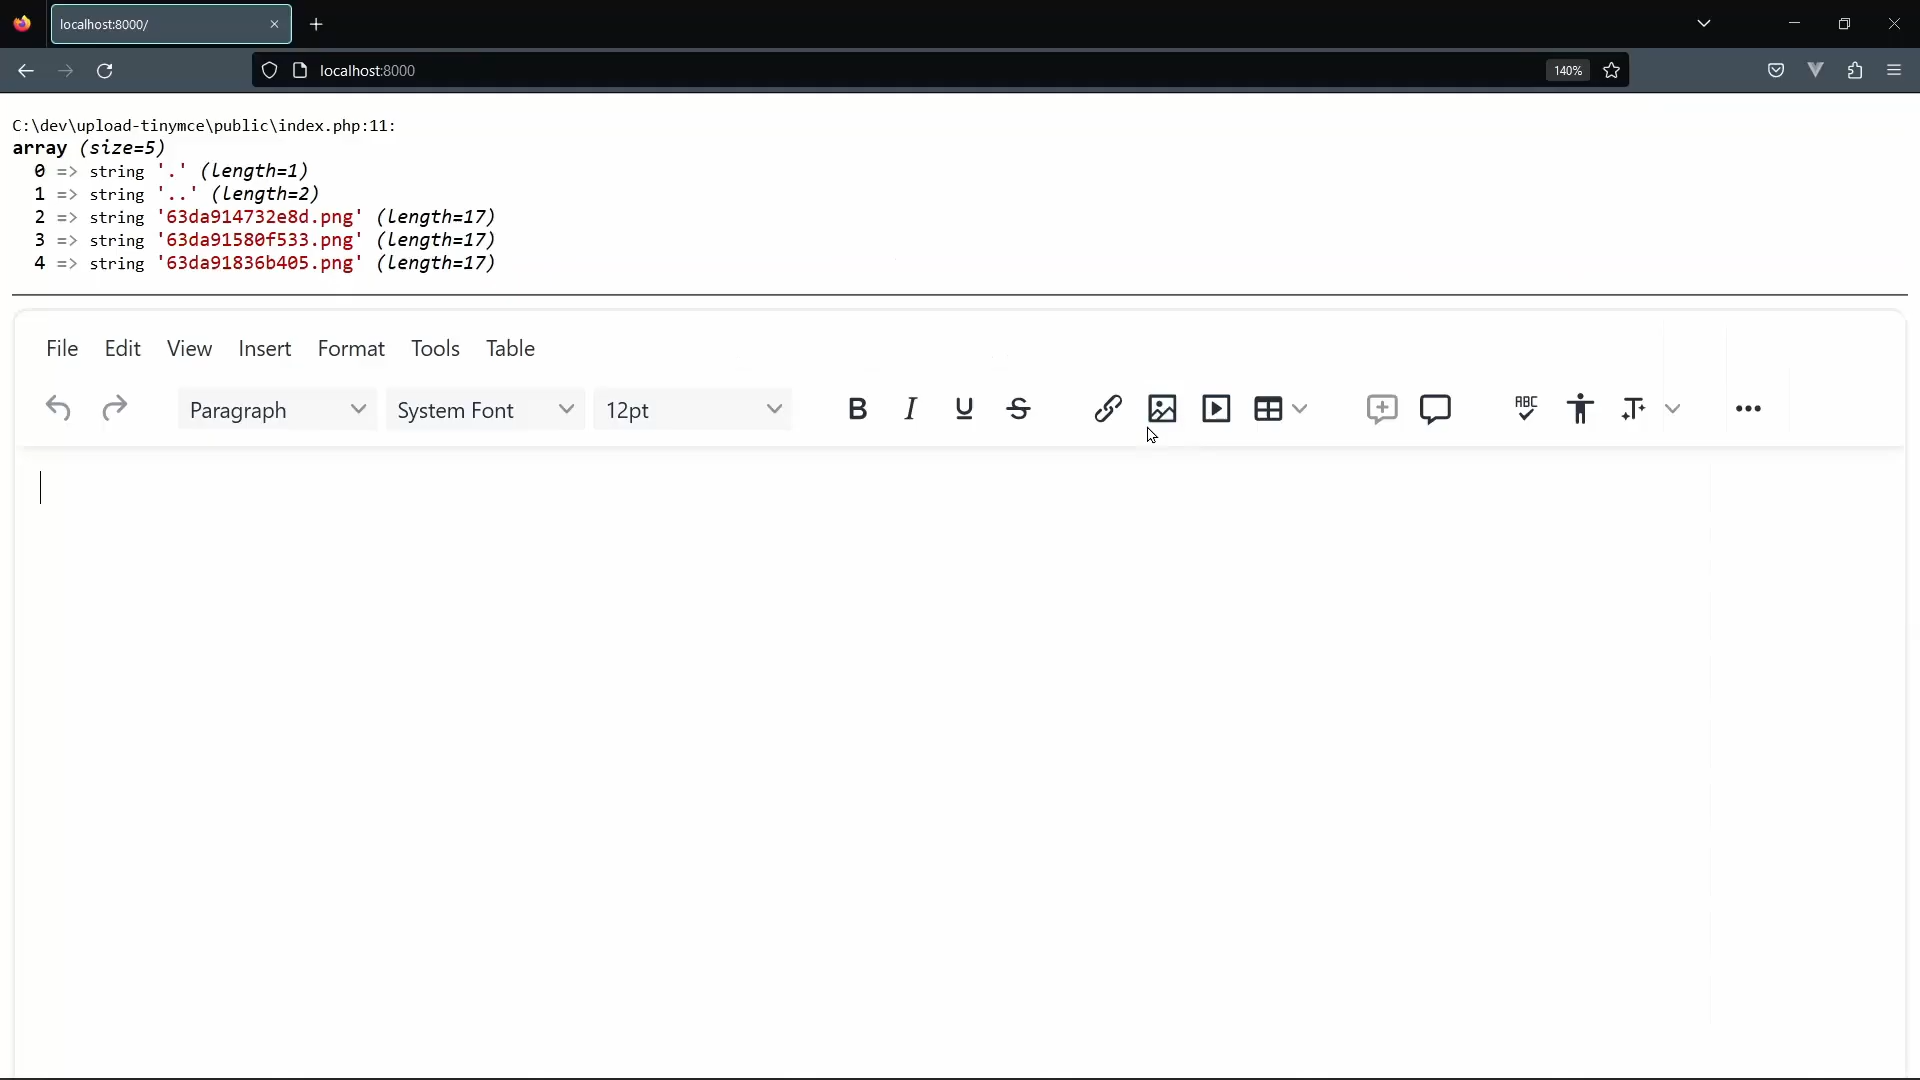 localhost:8000/
localhost:8000
140%
C:\dev\upload-tinymce\public\index.php:11:
array (size=5)
0 => string '.' (length=1)
1 => string '..' (length=2)
2 => string '63da914732e8d.png' (length=17)
3 => string '63da91580f533.png' (length=17)
4 => string '63da91836b405.png' (length=17)
File Edit View Insert Format Tools Table
Paragraph System Font 12pt B I U S ABC